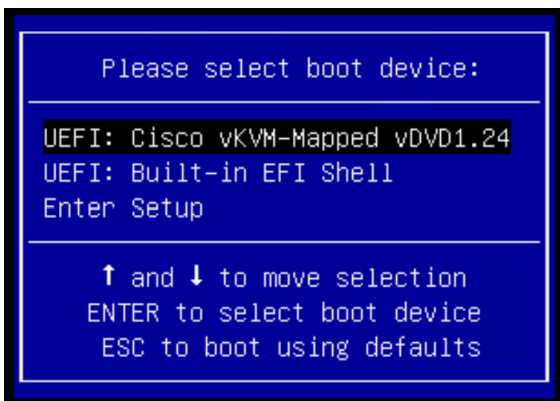 Please select boot device:
UEFI: Cisco vKVM-Mapped vDVD1.24
UEFI: Built-in EFI Shell
Enter Setup
↑ and ↓ to move selection
ENTER to select boot device
ESC to boot using defaults